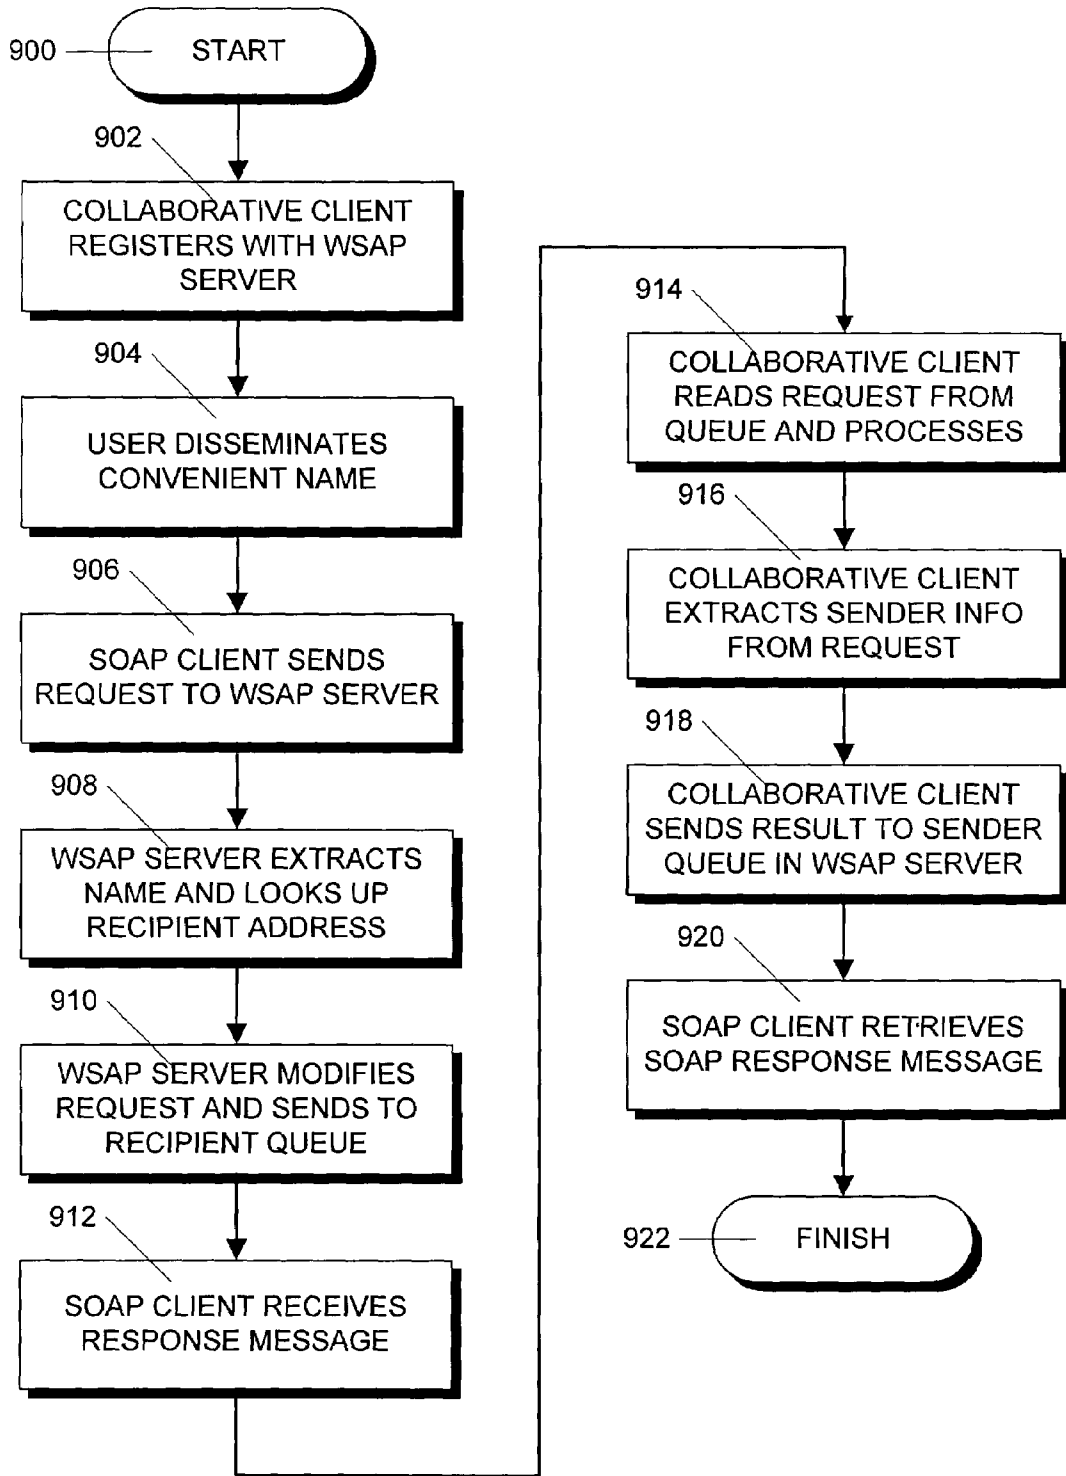 900
START
902
COLLABORATIVE CLIENT
REGISTERS WITH WSAP
SERVER
904
USER DISSEMINATES
CONVENIENT NAME
906
SOAP CLIENT SENDS
REQUEST TO WSAP SERVER
908
WSAP SERVER EXTRACTS
NAME AND LOOKS UP
RECIPIENT ADDRESS
910
WSAP SERVER MODIFIES
REQUEST AND SENDS TO
RECIPIENT QUEUE
912
SOAP CLIENT RECEIVES
RESPONSE MESSAGE
914
COLLABORATIVE CLIENT
READS REQUEST FROM
QUEUE AND PROCESSES
916
COLLABORATIVE CLIENT
EXTRACTS SENDER INFO
FROM REQUEST
918
COLLABORATIVE CLIENT
SENDS RESULT TO SENDER
QUEUE IN WSAP SERVER
920
SOAP CLIENT RETRIEVES
SOAP RESPONSE MESSAGE
922
FINISH